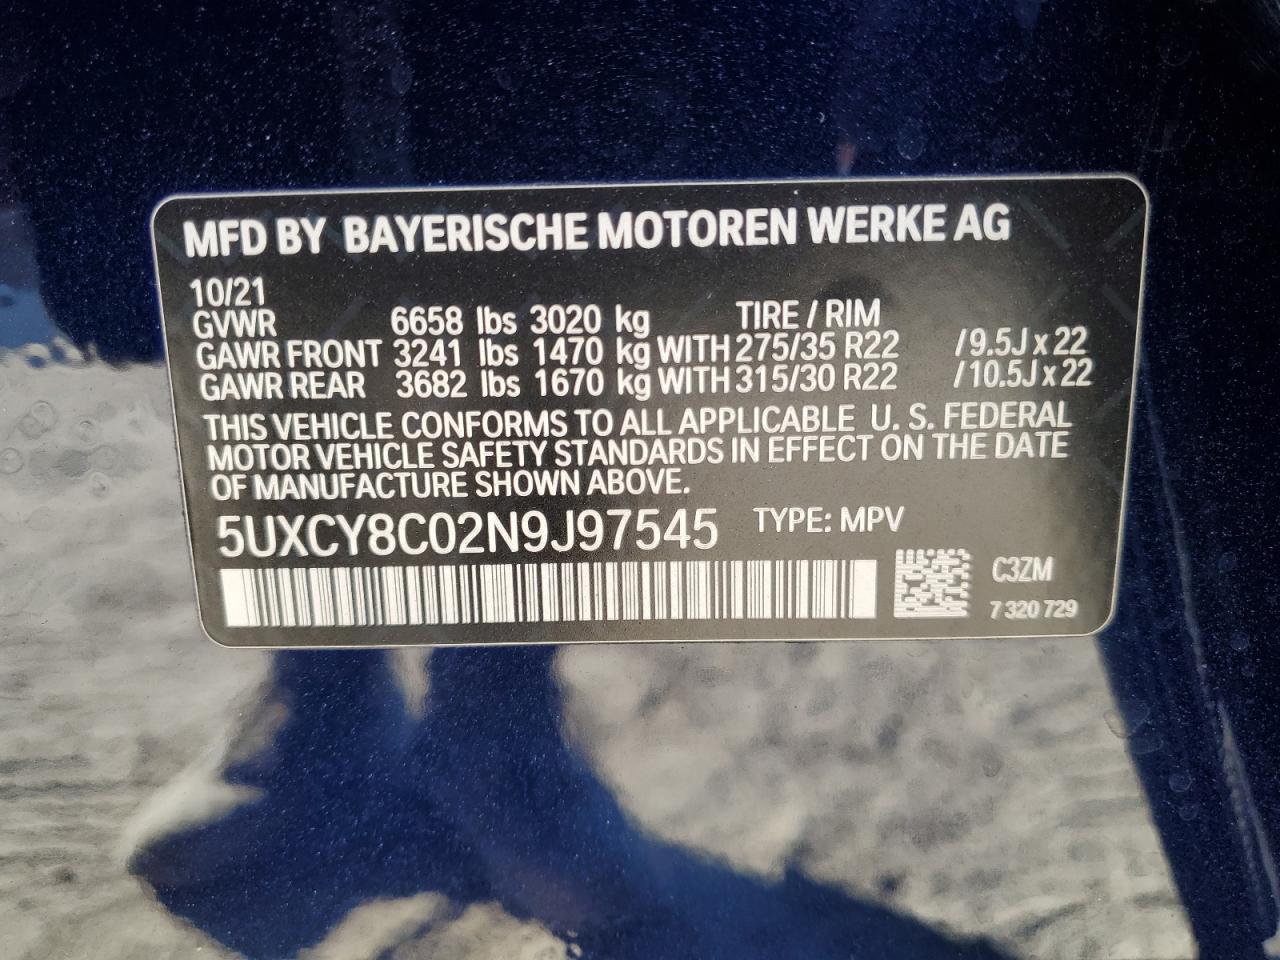 MFD BY BAYERISCHE MOTOREN WERKE AG
10/21
GVWR 6658 lbs 3020 kg TIRE / RIM
GAWR FRONT 3241 lbs 1470 kg WITH 275/35 R22 /9.5J x 22
GAWR REAR 3682 lbs 1670 kg WITH 315/30 R22 /10.5J x 22
THIS VEHICLE CONFORMS TO ALL APPLICABLE U. S. FEDERAL
MOTOR VEHICLE SAFETY STANDARDS IN EFFECT ON THE DATE
OF MANUFACTURE SHOWN ABOVE.
5UXCY8C02N9J97545 TYPE: MPV
C3ZM
7 320 729